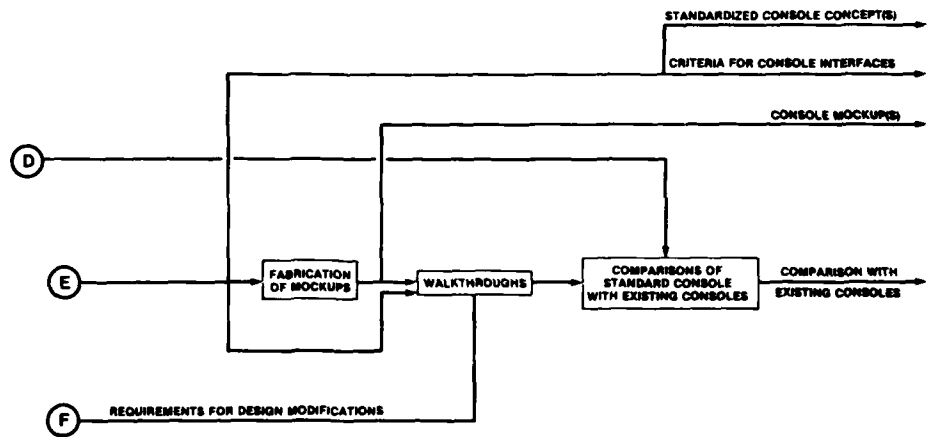 STANDARDIZED CONSOLE CONCEPT(S)
CRITERIA FOR CONSOLE INTERFACES
CONSOLE MOCKUP(S)
D
E
FABRICATION
OF MOCKUPS
WALKTHROUGHS
COMPARISONS OF
STANDARD CONSOLE
WITH EXISTING CONSOLES
COMPARISON WITH
EXISTING CONSOLES
F
REQUIREMENTS FOR DESIGN MODIFICATIONS